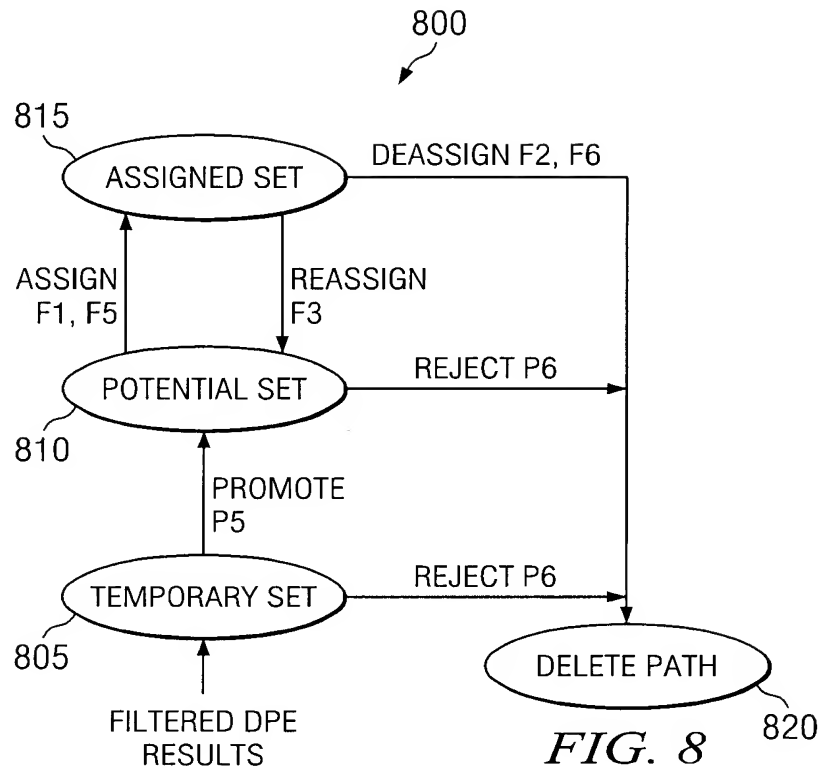 800
815
ASSIGNED SET
DEASSIGN F2, F6
ASSIGN
F1, F5
REASSIGN
F3
POTENTIAL SET
REJECT P6
810
PROMOTE
P5
TEMPORARY SET
REJECT P6
805
DELETE PATH
820
FILTERED DPE
RESULTS
FIG. 8